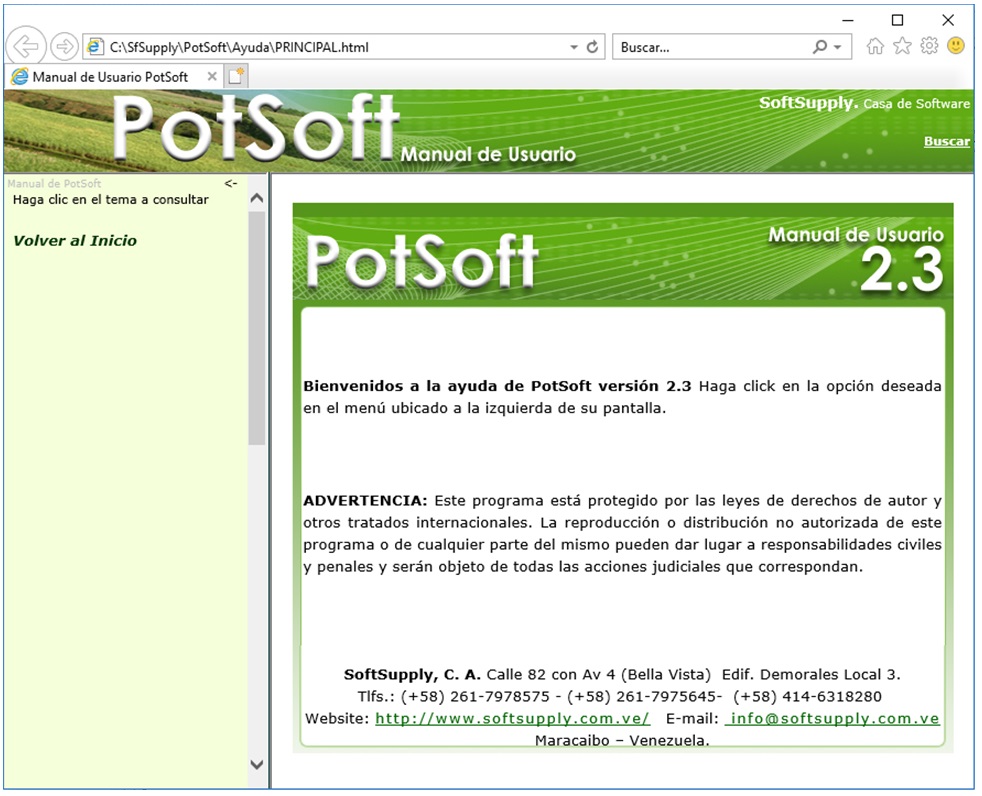 C:\SfSupply\PotSoft\Ayuda\PRINCIPAL.html
Buscar...
Manual de Usuario PotSoft
PotSoft
Manual de Usuario
SoftSupply. Casa de Software
Buscar
Manual de PotSoft <-
Haga clic en el tema a consultar
Volver al Inicio
PotSoft
Manual de Usuario
2.3
Bienvenidos a la ayuda de PotSoft versión 2.3 Haga click en la opción deseada
en el menú ubicado a la izquierda de su pantalla.
ADVERTENCIA: Este programa está protegido por las leyes de derechos de autor y
otros tratados internacionales. La reproducción o distribución no autorizada de este
programa o de cualquier parte del mismo pueden dar lugar a responsabilidades civiles
y penales y serán objeto de todas las acciones judiciales que correspondan.
SoftSupply, C. A. Calle 82 con Av 4 (Bella Vista) Edif. Demorales Local 3.
Tlfs.: (+58) 261-7978575 - (+58) 261-7975645- (+58) 414-6318280
Website: http://www.softsupply.com.ve/ E-mail: info@softsupply.com.ve
Maracaibo – Venezuela.